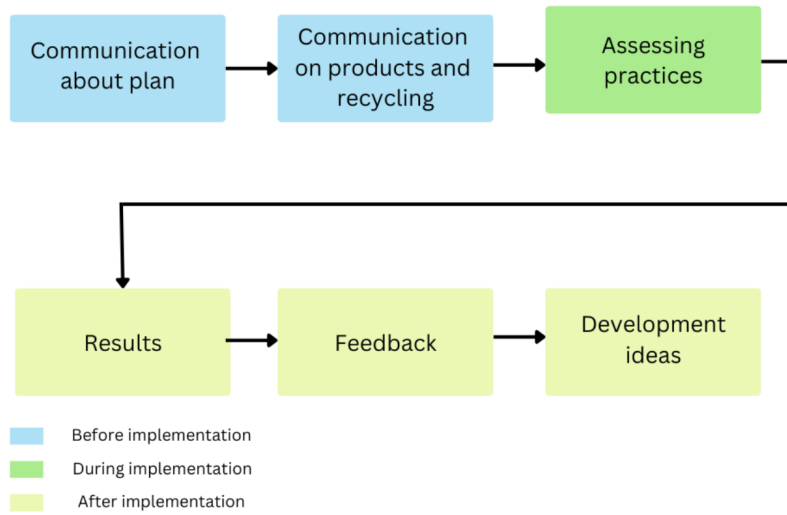 Communication
about plan
Communication
on products and
recycling
Assessing
practices
Results
Feedback
Development
ideas
Before implementation
During implementation
After implementation